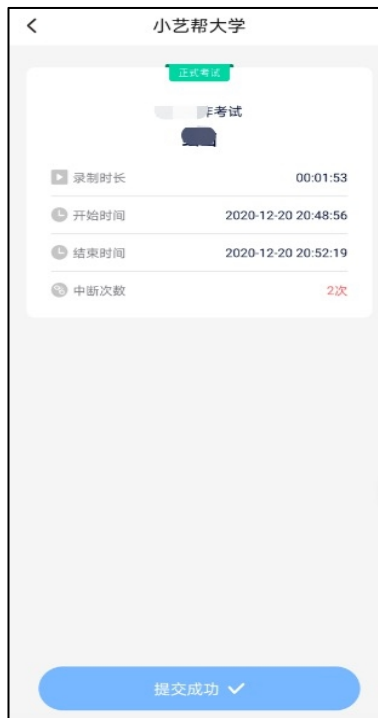 小艺帮大学
正式考试
考试
录制时长 00:01:53
开始时间 2020-12-20 20:48:56
结束时间 2020-12-20 20:52:19
中断次数 2次
提交成功